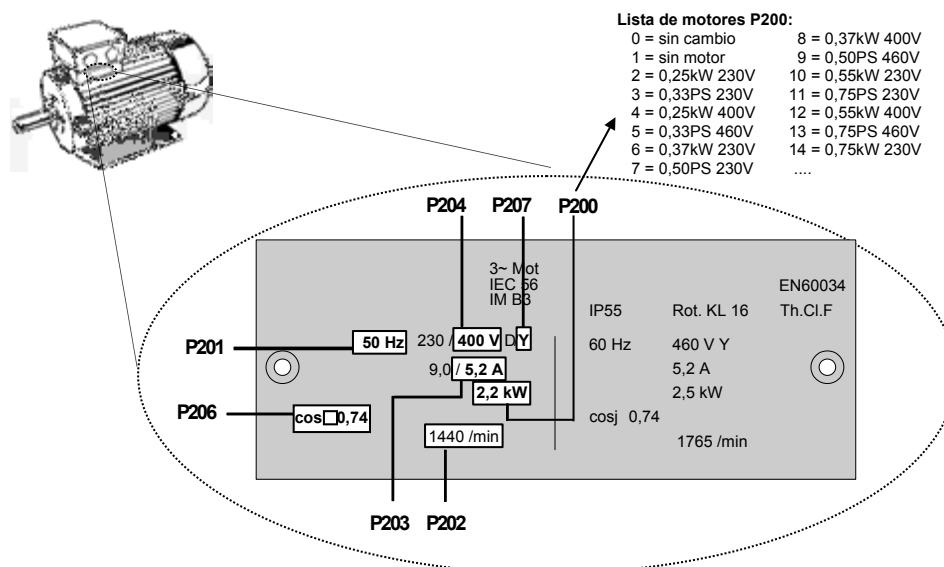 Lista de motores P200:
0 = sin cambio
1 = sin motor
2 = 0,25kW 230V
3 = 0,33PS 230V
4 = 0,25kW 400V
5 = 0,33PS 460V
6 = 0,37kW 230V
7 = 0,50PS 230V
8 = 0,37kW 400V
9 = 0,50PS 460V
10 = 0,55kW 230V
11 = 0,75PS 230V
12 = 0,55kW 400V
13 = 0,75PS 460V
14 = 0,75kW 230V
....
P204 P207 P200
3~ Mot
IEC 56
IM B3
EN60034
IP55 Rot. KL 16 Th.Cl.F
P201 50 Hz 230 / 400 V D Y 60 Hz 460 V Y
9,0 / 5,2 A 5,2 A
2,2 kW 2,5 kW
P206 cos□0,74 cosj 0,74
1440 /min 1765 /min
P203 P202